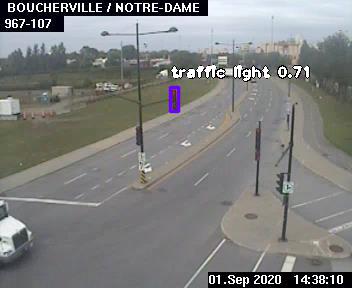 BOUCHERVILLE / NOTRE-DAME
967-107
traffic light 0.71
01.Sep 2020 14:38:10